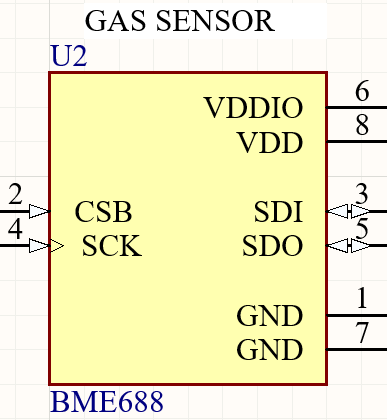 GAS SENSOR
U2
VDDIO 6
VDD 8
2 CSB SDI 3
4 SCK SDO 5
GND 1
GND 7
BME688